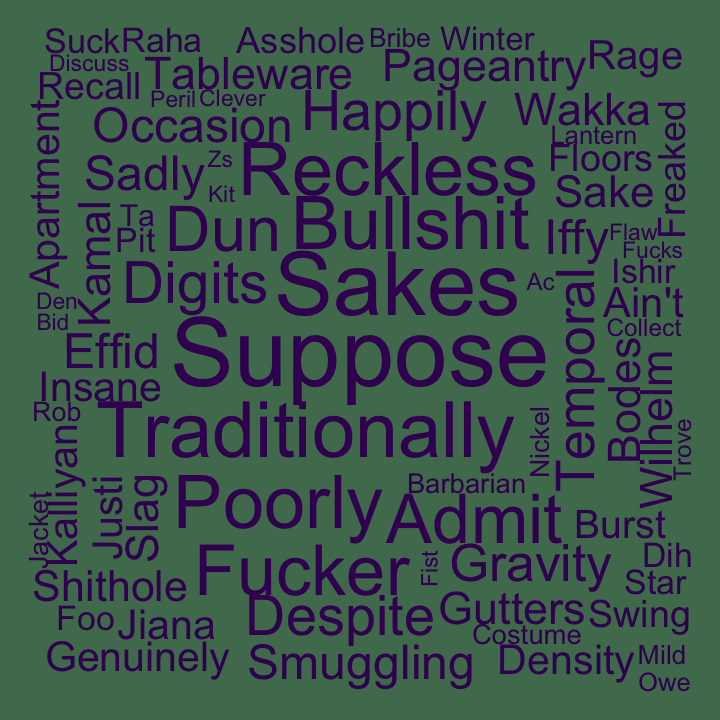 Suck
Raha
Asshole
Bribe
Winter
Discuss
Tableware
Pageantry
Rage
Recall
Peril
Clever
Happily
Wakka
Occasion
Lantern
Apartment
Freaked
Sadly
Zs
Reckless
Floors
Kit
Sake
Kamal
Ta
Pit
Dun
Bullshit
Iffy
Flaw
Fucks
Digits
Sakes
Ac
Ishir
Den
Bid
Temporal
Ain't
Collect
Effid
Suppose
Bodes
Wilhelm
Insane
Rob
Traditionally
Nickel
Trove
Kalliyan
Jacket
Justi
Slag
Poorly
Barbarian
Admit
Burst
Fucker
Fist
Gravity
Dih
Shithole
Star
Foo
Jiana
Despite
Gutters
Swing
Costume
Genuinely
Smuggling
Density
Mild
Owe